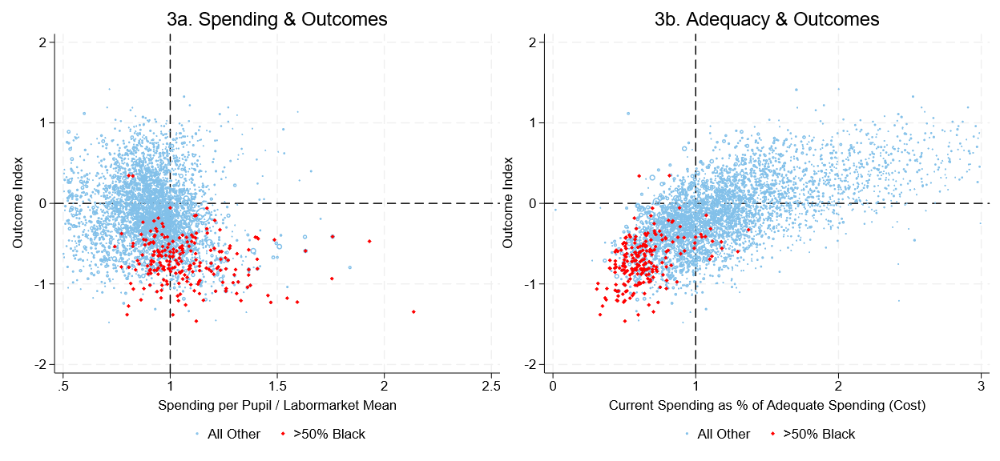 3a. Spending & Outcomes
2
1
0
-1
-2
Outcome Index
.5
1
1.5
2
2.5
Spending per Pupil / Labormarket Mean
All Other
>50% Black
3b. Adequacy & Outcomes
2
1
0
-1
-2
Outcome Index
0
1
2
3
Current Spending as % of Adequate Spending (Cost)
All Other
>50% Black